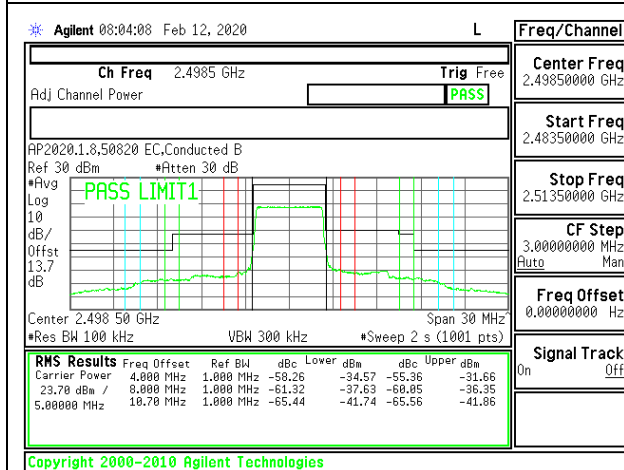 Agilent 08:04:08 Feb 12, 2020 L
Ch Freq 2.4985 GHz Trig Free
Adj Channel Power PASS
AP2020.1.8,50820 EC,Conducted B
Ref 30 dBm #Atten 30 dB
#Avg
Log
10
dB/
Offst
13.7
dB
PASS LIMIT1
Center 2.498 50 GHz Span 30 MHz
#Res BW 100 kHz VBW 300 kHz #Sweep 2 s (1001 pts)
RMS Results Freq Offset Ref BW dBc Lower dBm dBc Upper dBm
Carrier Power 4.000 MHz 1.000 MHz -58.26 -34.57 -55.36 -31.66
23.70 dBm / 8.000 MHz 1.000 MHz -61.32 -37.63 -60.05 -36.35
5.00000 MHz 10.70 MHz 1.000 MHz -65.44 -41.74 -65.56 -41.86
Copyright 2000-2010 Agilent Technologies
Freq/Channel
Center Freq
2.49850000 GHz
Start Freq
2.48350000 GHz
Stop Freq
2.51350000 GHz
CF Step
3.00000000 MHz
Auto Man
Freq Offset
0.00000000 Hz
Signal Track
On Off